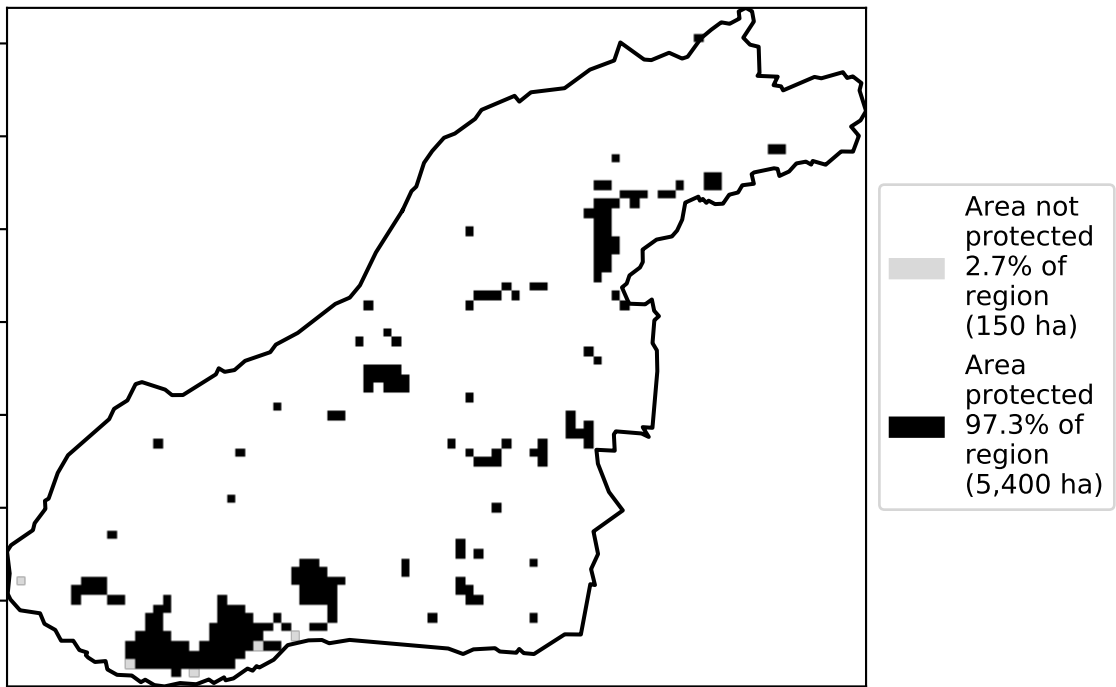 Area not
protected
2.7% of
region
(150 ha)
Area
protected
97.3% of
region
(5,400 ha)